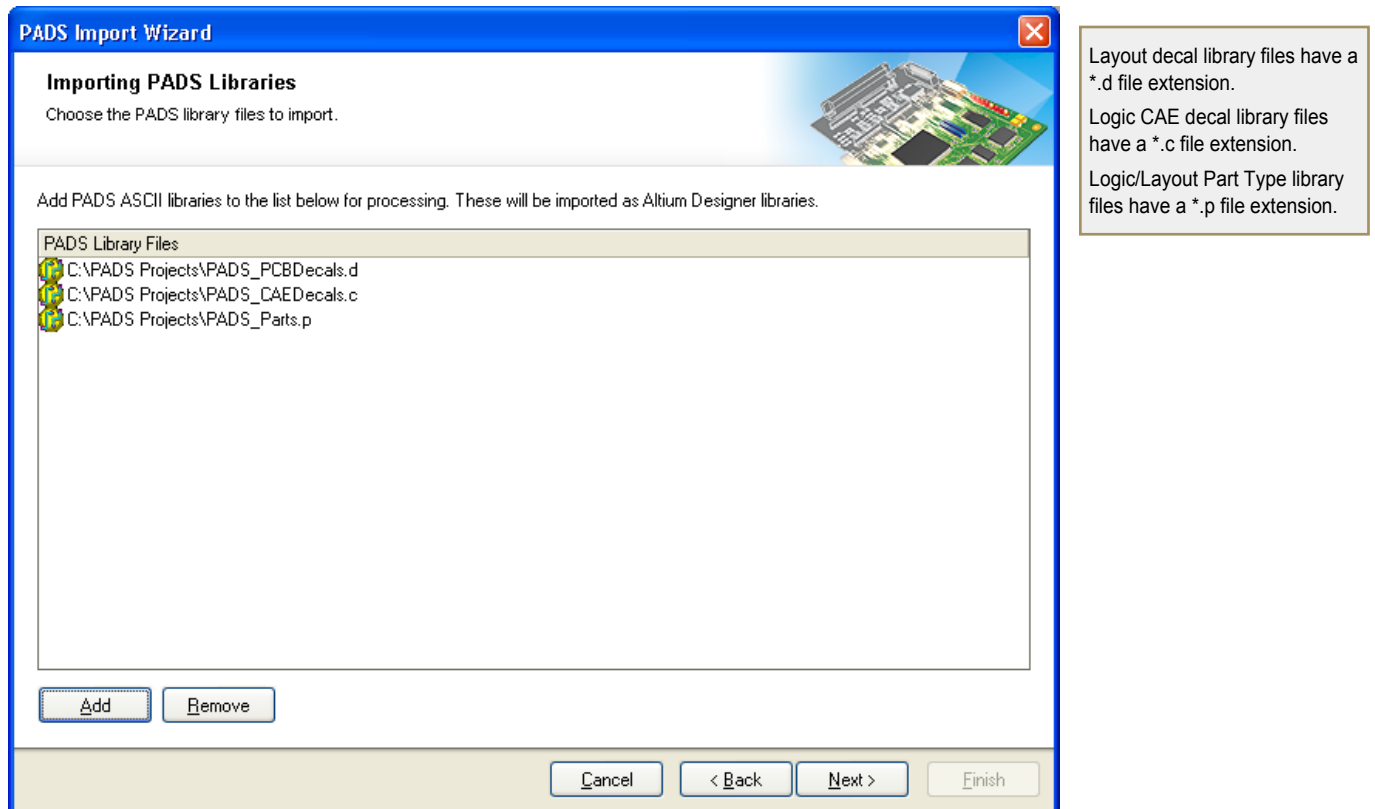 PADS Import Wizard
Importing PADS Libraries
Choose the PADS library files to import.
Add PADS ASCII libraries to the list below for processing. These will be imported as Altium Designer libraries.
PADS Library Files
C:\PADS Projects\PADS_PCBDecals.d
C:\PADS Projects\PADS_CAEDecals.c
C:\PADS Projects\PADS_Parts.p
Add
Remove
Cancel
< Back
Next >
Finish
Layout decal library files have a
*.d file extension.
Logic CAE decal library files
have a *.c file extension.
Logic/Layout Part Type library
files have a *.p file extension.